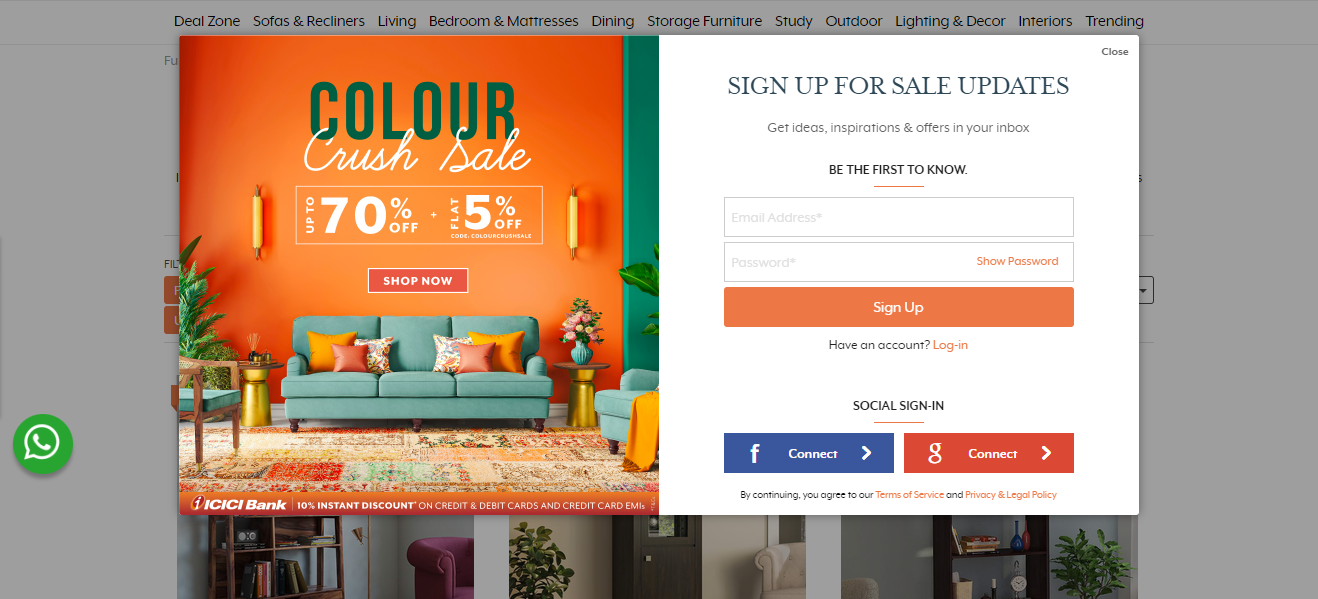 Deal Zone Sofas & Recliners Living Bedroom & Mattresses Dining Storage Furniture Study Outdoor Lighting & Decor Interiors Trending
Close
COLOUR
Crush Sale
UP TO 70% OFF + FLAT 5% OFF
CODE: COLOURCRUSHSALE
SHOP NOW
ICICI Bank 10% INSTANT DISCOUNT* ON CREDIT & DEBIT CARDS AND CREDIT CARD EMIs
SIGN UP FOR SALE UPDATES
Get ideas, inspirations & offers in your inbox
BE THE FIRST TO KNOW.
Email Address*
Password* Show Password
Sign Up
Have an account? Log-in
SOCIAL SIGN-IN
f Connect
g Connect
By continuing, you agree to our Terms of Service and Privacy & Legal Policy